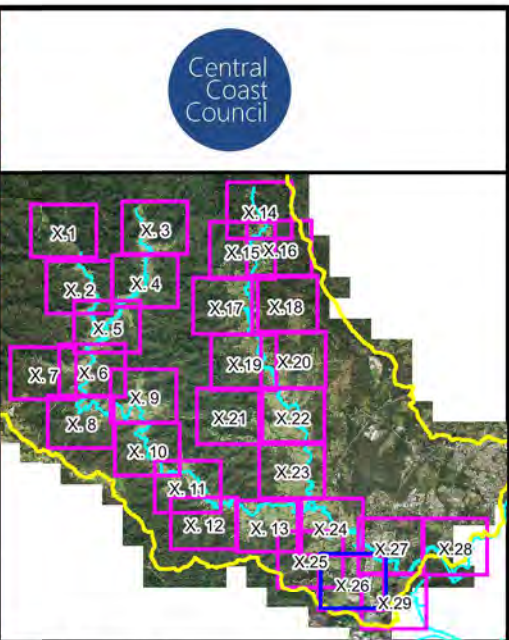 Central
Coast
Council
X.1
X. 3
X.14
X.15
X.16
X. 2
X. 4
X.17
X.18
X. 5
X. 7
X. 6
X.19
X.20
X. 9
X. 8
X.21
X.22
X. 10
X.23
X. 11
X. 12
X. 13
X.24
X.27
X.28
X.25
X.26
X.29